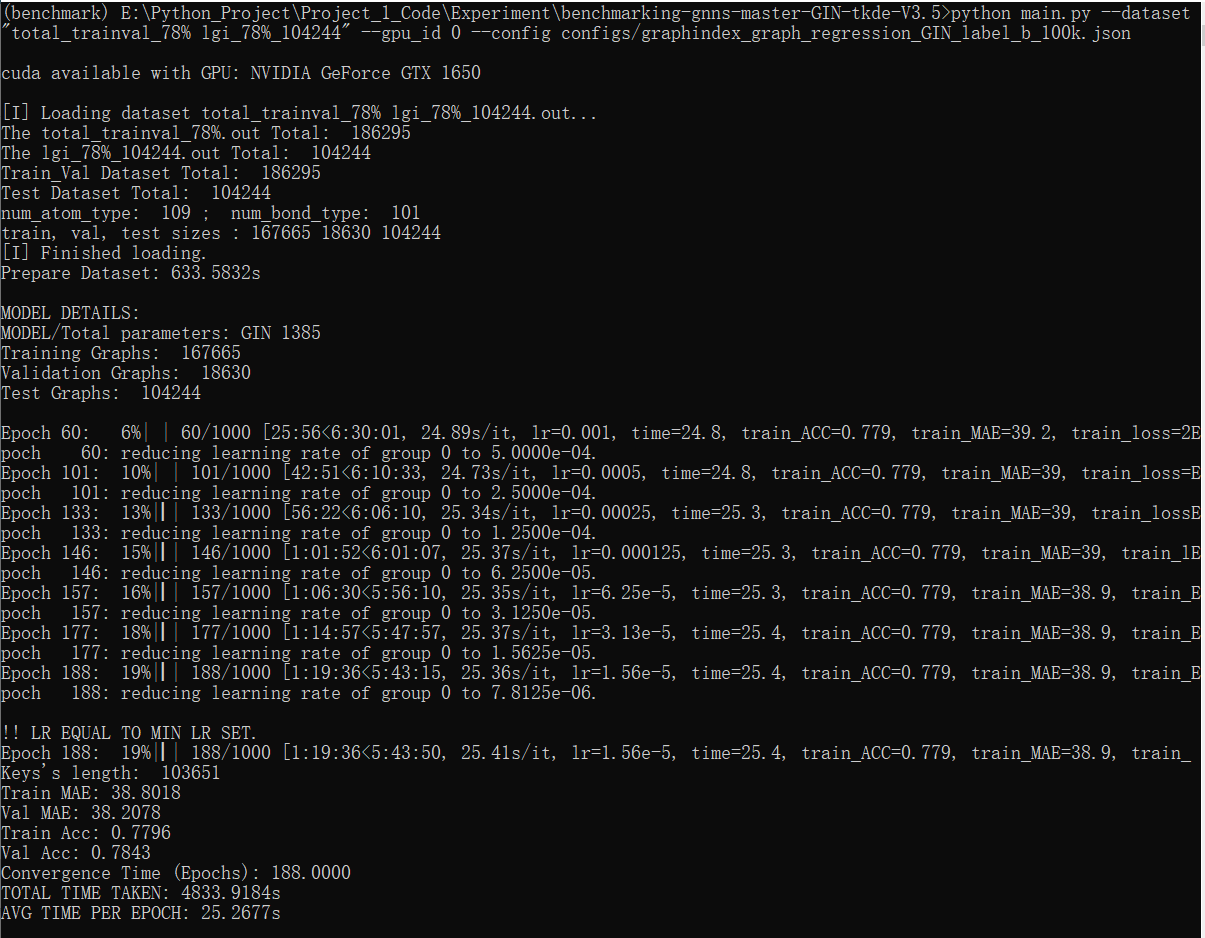 (benchmark) E:\Python_Project\Project_1_Code\Experiment\benchmarking-gnns-master-GIN-tkde-V3.5>python main.py --dataset
"total_trainval_78% lgi_78%_104244" --gpu_id 0 --config configs/graphindex_graph_regression_GIN_label_b_100k.json
cuda available with GPU: NVIDIA GeForce GTX 1650
[I] Loading dataset total_trainval_78% lgi_78%_104244.out...
The total_trainval_78%.out Total:  186295
The lgi_78%_104244.out Total:  104244
Train_Val Dataset Total:  186295
Test Dataset Total:  104244
num_atom_type:  109 ;  num_bond_type:  101
train, val, test sizes : 167665 18630 104244
[I] Finished loading.
Prepare Dataset: 633.5832s
MODEL DETAILS:
MODEL/Total parameters: GIN 1385
Training Graphs:  167665
Validation Graphs:  18630
Test Graphs:  104244
Epoch 60:   6%| | 60/1000 [25:56<6:30:01, 24.89s/it, lr=0.001, time=24.8, train_ACC=0.779, train_MAE=39.2, train_loss=2E
poch    60: reducing learning rate of group 0 to 5.0000e-04.
Epoch 101:  10%| | 101/1000 [42:51<6:10:33, 24.73s/it, lr=0.0005, time=24.8, train_ACC=0.779, train_MAE=39, train_loss=E
poch   101: reducing learning rate of group 0 to 2.5000e-04.
Epoch 133:  13%|▎| 133/1000 [56:22<6:06:10, 25.34s/it, lr=0.00025, time=25.3, train_ACC=0.779, train_MAE=39, train_lossE
poch   133: reducing learning rate of group 0 to 1.2500e-04.
Epoch 146:  15%|▎| 146/1000 [1:01:52<6:01:07, 25.37s/it, lr=0.000125, time=25.3, train_ACC=0.779, train_MAE=39, train_lE
poch   146: reducing learning rate of group 0 to 6.2500e-05.
Epoch 157:  16%|▎| 157/1000 [1:06:30<5:56:10, 25.35s/it, lr=6.25e-5, time=25.3, train_ACC=0.779, train_MAE=38.9, train_E
poch   157: reducing learning rate of group 0 to 3.1250e-05.
Epoch 177:  18%|▎| 177/1000 [1:14:57<5:47:57, 25.37s/it, lr=3.13e-5, time=25.4, train_ACC=0.779, train_MAE=38.9, train_E
poch   177: reducing learning rate of group 0 to 1.5625e-05.
Epoch 188:  19%|▎| 188/1000 [1:19:36<5:43:15, 25.36s/it, lr=1.56e-5, time=25.4, train_ACC=0.779, train_MAE=38.9, train_E
poch   188: reducing learning rate of group 0 to 7.8125e-06.
!! LR EQUAL TO MIN LR SET.
Epoch 188:  19%|▎| 188/1000 [1:19:36<5:43:50, 25.41s/it, lr=1.56e-5, time=25.4, train_ACC=0.779, train_MAE=38.9, train_
Keys's length:  103651
Train MAE: 38.8018
Val MAE: 38.2078
Train Acc: 0.7796
Val Acc: 0.7843
Convergence Time (Epochs): 188.0000
TOTAL TIME TAKEN: 4833.9184s
AVG TIME PER EPOCH: 25.2677s